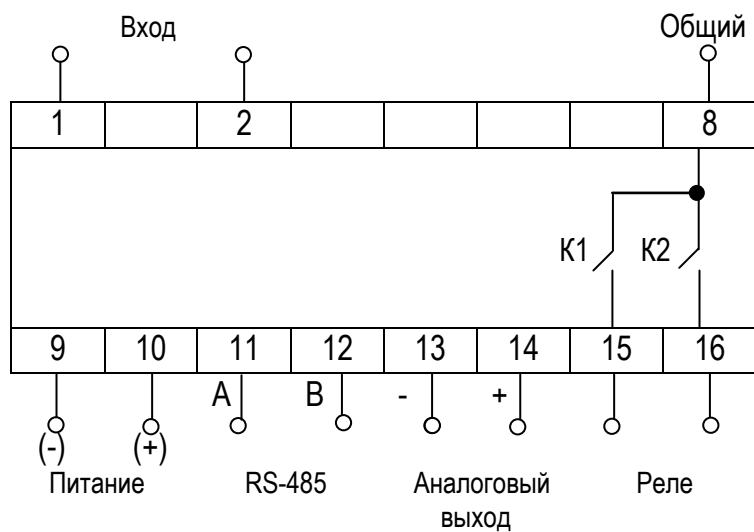 Вход Общий
1 2 8
К1 К2
9 10 11 12 13 14 15 16
А В - +
(-) (+)
Питание RS-485 Аналоговый Реле
выход